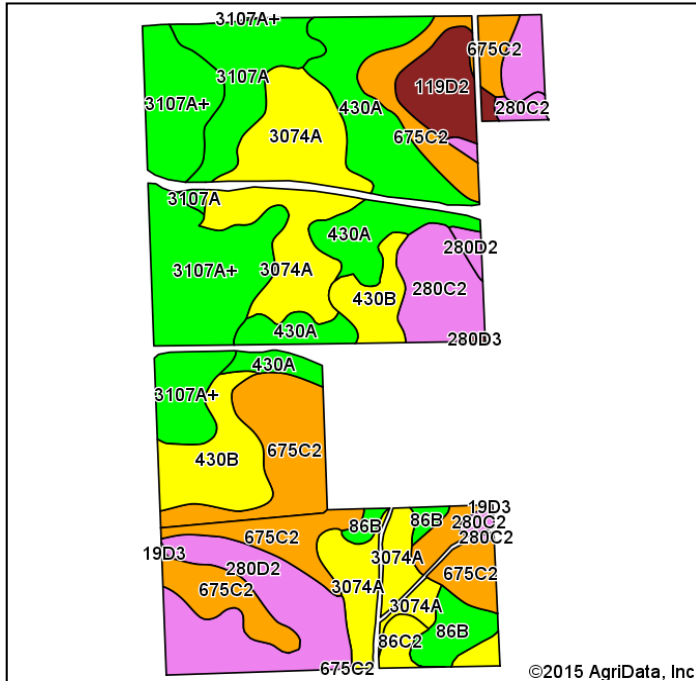 3107A+
675C2
3107A
119D2
3107A+
280C2
430A
3074A
675C2
3107A
430A
280D2
3107A+
3074A
280C2
430B
430A
280D3
430A
3107A+
675C2
430B
19D3
86B
86B
280C2
675C2
280C2
19D3
3074A
280D2
675C2
3074A
675C2
3074A
86B
86C2
675C2
©2015 AgriData, Inc